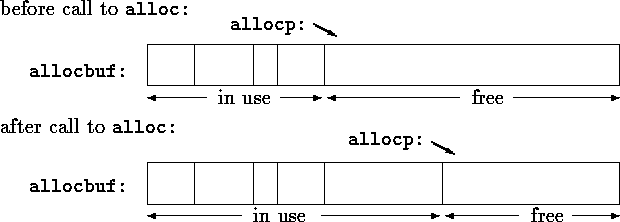 before call to alloc:
allocp:
allocbuf:
in use free
after call to alloc:
allocp:
allocbuf:
in use free